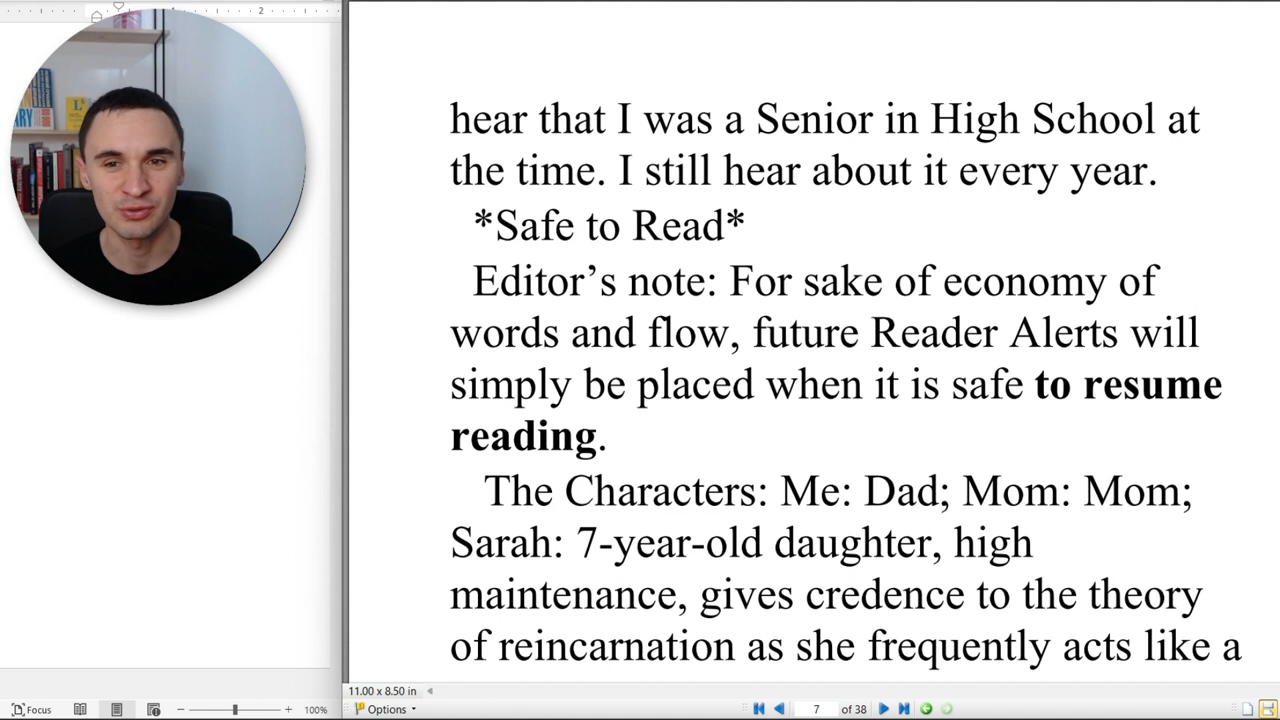 2
hear that I was a Senior in High School at
the time. I still hear about it every year.
*Safe to Read*
Editor’s note: For sake of economy of
words and flow, future Reader Alerts will
simply be placed when it is safe to resume
reading.
The Characters: Me: Dad; Mom: Mom;
Sarah: 7-year-old daughter, high
maintenance, gives credence to the theory
of reincarnation as she frequently acts like a
11.00 x 8.50 in
Focus 100% Options 7 of 38